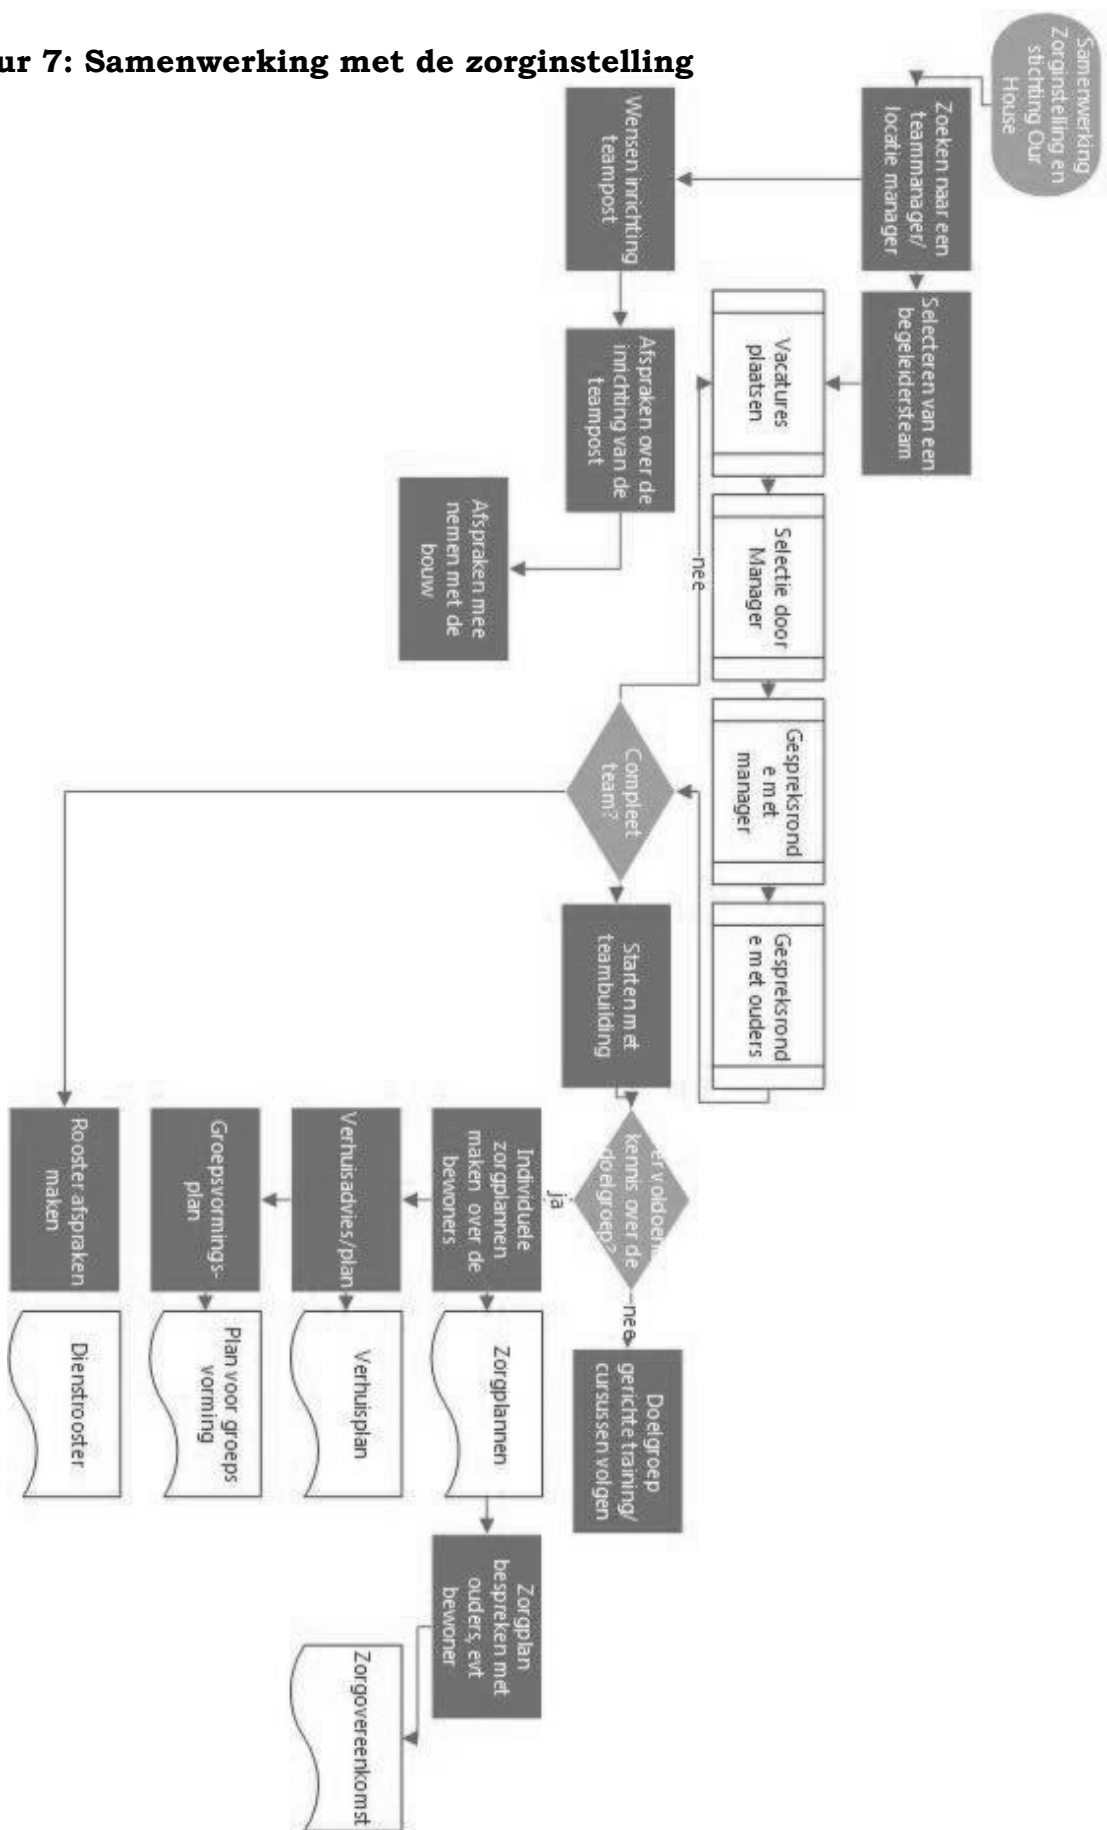 ur 7: Samenwerking met de zorginstelling
Samenwerking
Zorginstelling en
stichting Our
House
Zoeken naar een
teammanager/
locatie manager
Selecteren van een
begeleidersteam
Wensen inrichting
teampost
Afspraken over de
inrichting van de
teampost
Afspraken mee
nemen met de
bouw
Vacatures
plaatsen
Selectie door
Manager
Gespreksrond
e met
manager
Gespreksrond
e met ouders
nee
Compleet
team?
Starten met
teambuilding
er voldoen
kennis over de
doelgroep?
nee
Doelgroep
gerichte training/
cursussen volgen
ja
Individuele
zorgplannen
maken over de
bewoners
Zorgplannen
Zorgplan
bespreken met
ouders, evt
bewoner
Zorgovereenkomst
Verhuisadvies/plan
Verhuisplan
Groepsvormings-
plan
Plan voor groeps
vorming
Rooster afspraken
maken
Dienstrooster